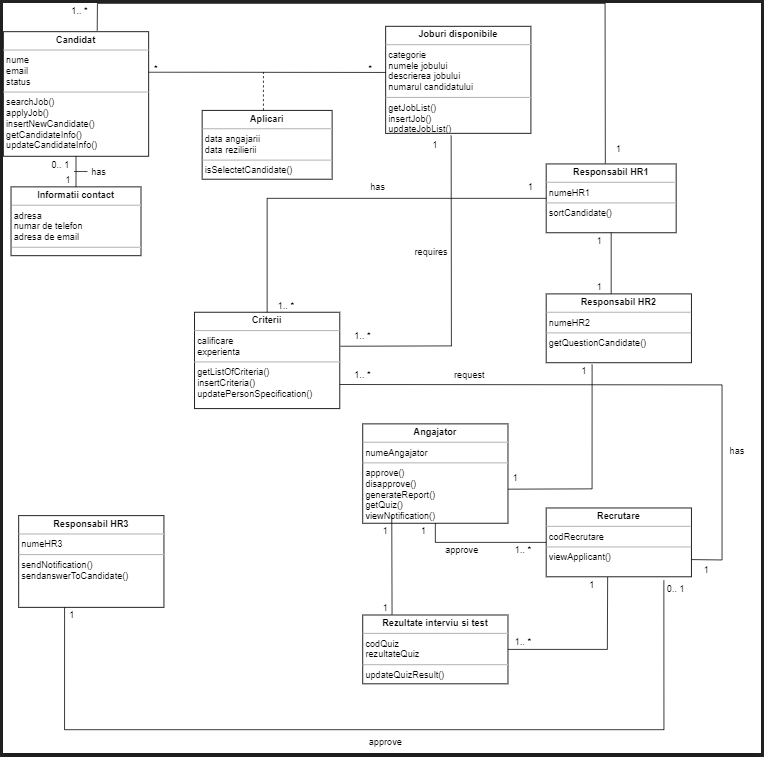 1.. *
Candidat
nume
email
status
searchJob()
applyJob()
insertNewCandidate()
getCandidateInfo()
updateCandidateInfo()
*
*
Joburi disponibile
categorie
numele jobului
descrierea jobului
numarul candidatului
getJobList()
insertJob()
updateJobList()
Aplicari
data angajarii
data rezilierii
isSelectetCandidate()
0.. 1
has
1
Informatii contact
adresa
numar de telefon
adresa de email
1
1
Responsabil HR1
numeHR1
sortCandidate()
has
1
1
requires
1
Responsabil HR2
numeHR2
getQuestionCandidate()
1.. *
Criterii
calificare
experienta
getListOfCriteria()
insertCriteria()
updatePersonSpecification()
1.. *
1.. *
request
1
has
Angajator
numeAngajator
approve()
disapprove()
generateReport()
getQuiz()
viewNotification()
1
Responsabil HR3
numeHR3
sendNotification()
sendanswerToCandidate()
Recrutare
codRecrutare
viewApplicant()
1
1
approve
1.. *
1
1
0.. 1
1
1
Rezultate interviu si test
codQuiz
rezultateQuiz
updateQuizResult()
1.. *
approve